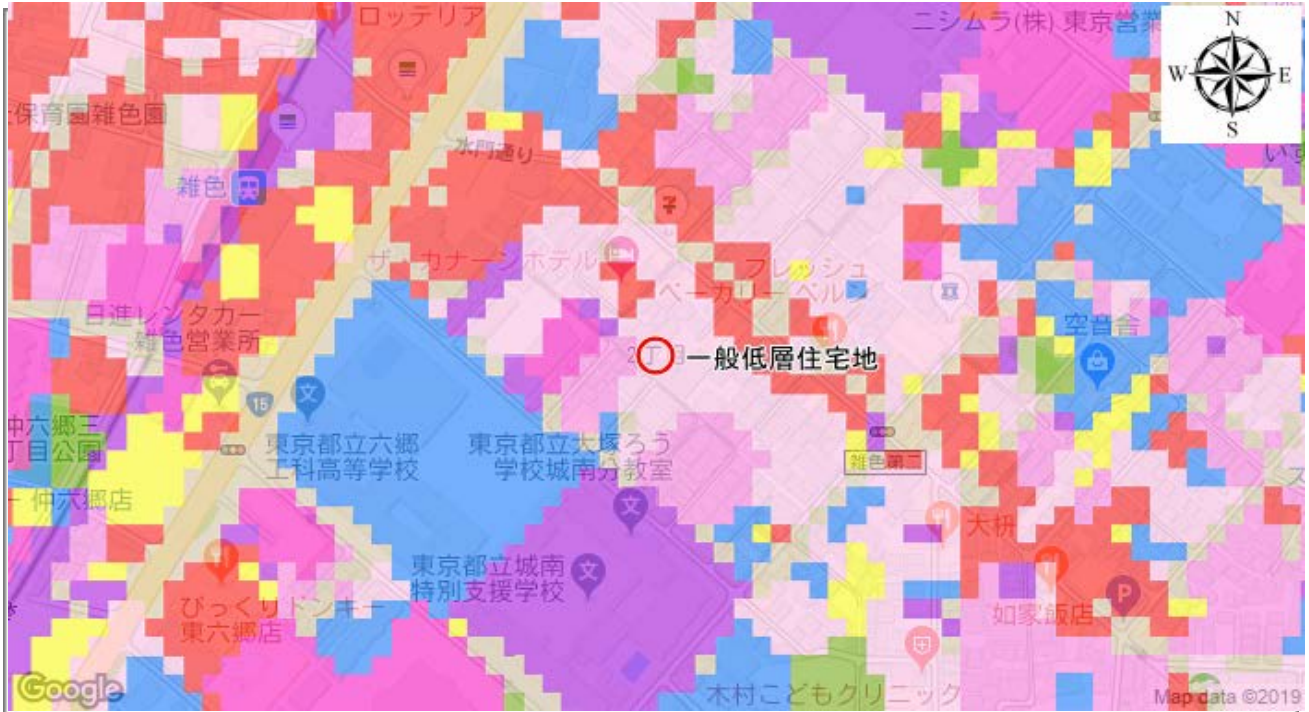 ロッテリア
ニシムラ(株) 東京営業
N
W
E
S
保育園雑色園
水門通り
雑色
ザ・カナーンホテル
フレッシュ
ベーカリー ベルン
日進レンタカー
雑色営業所
空音舎
2丁目
一般低層住宅地
15
仲六郷三
丁目公園
東京都立六郷
工科高等学校
東京都立大塚ろう
学校城南分教室
雑色第二
仲六郷店
大枡
東京都立城南
特別支援学校
びっくりドンキー
東六郷店
如家飯店
P
木村こどもクリニック
Google
Map data ©2019